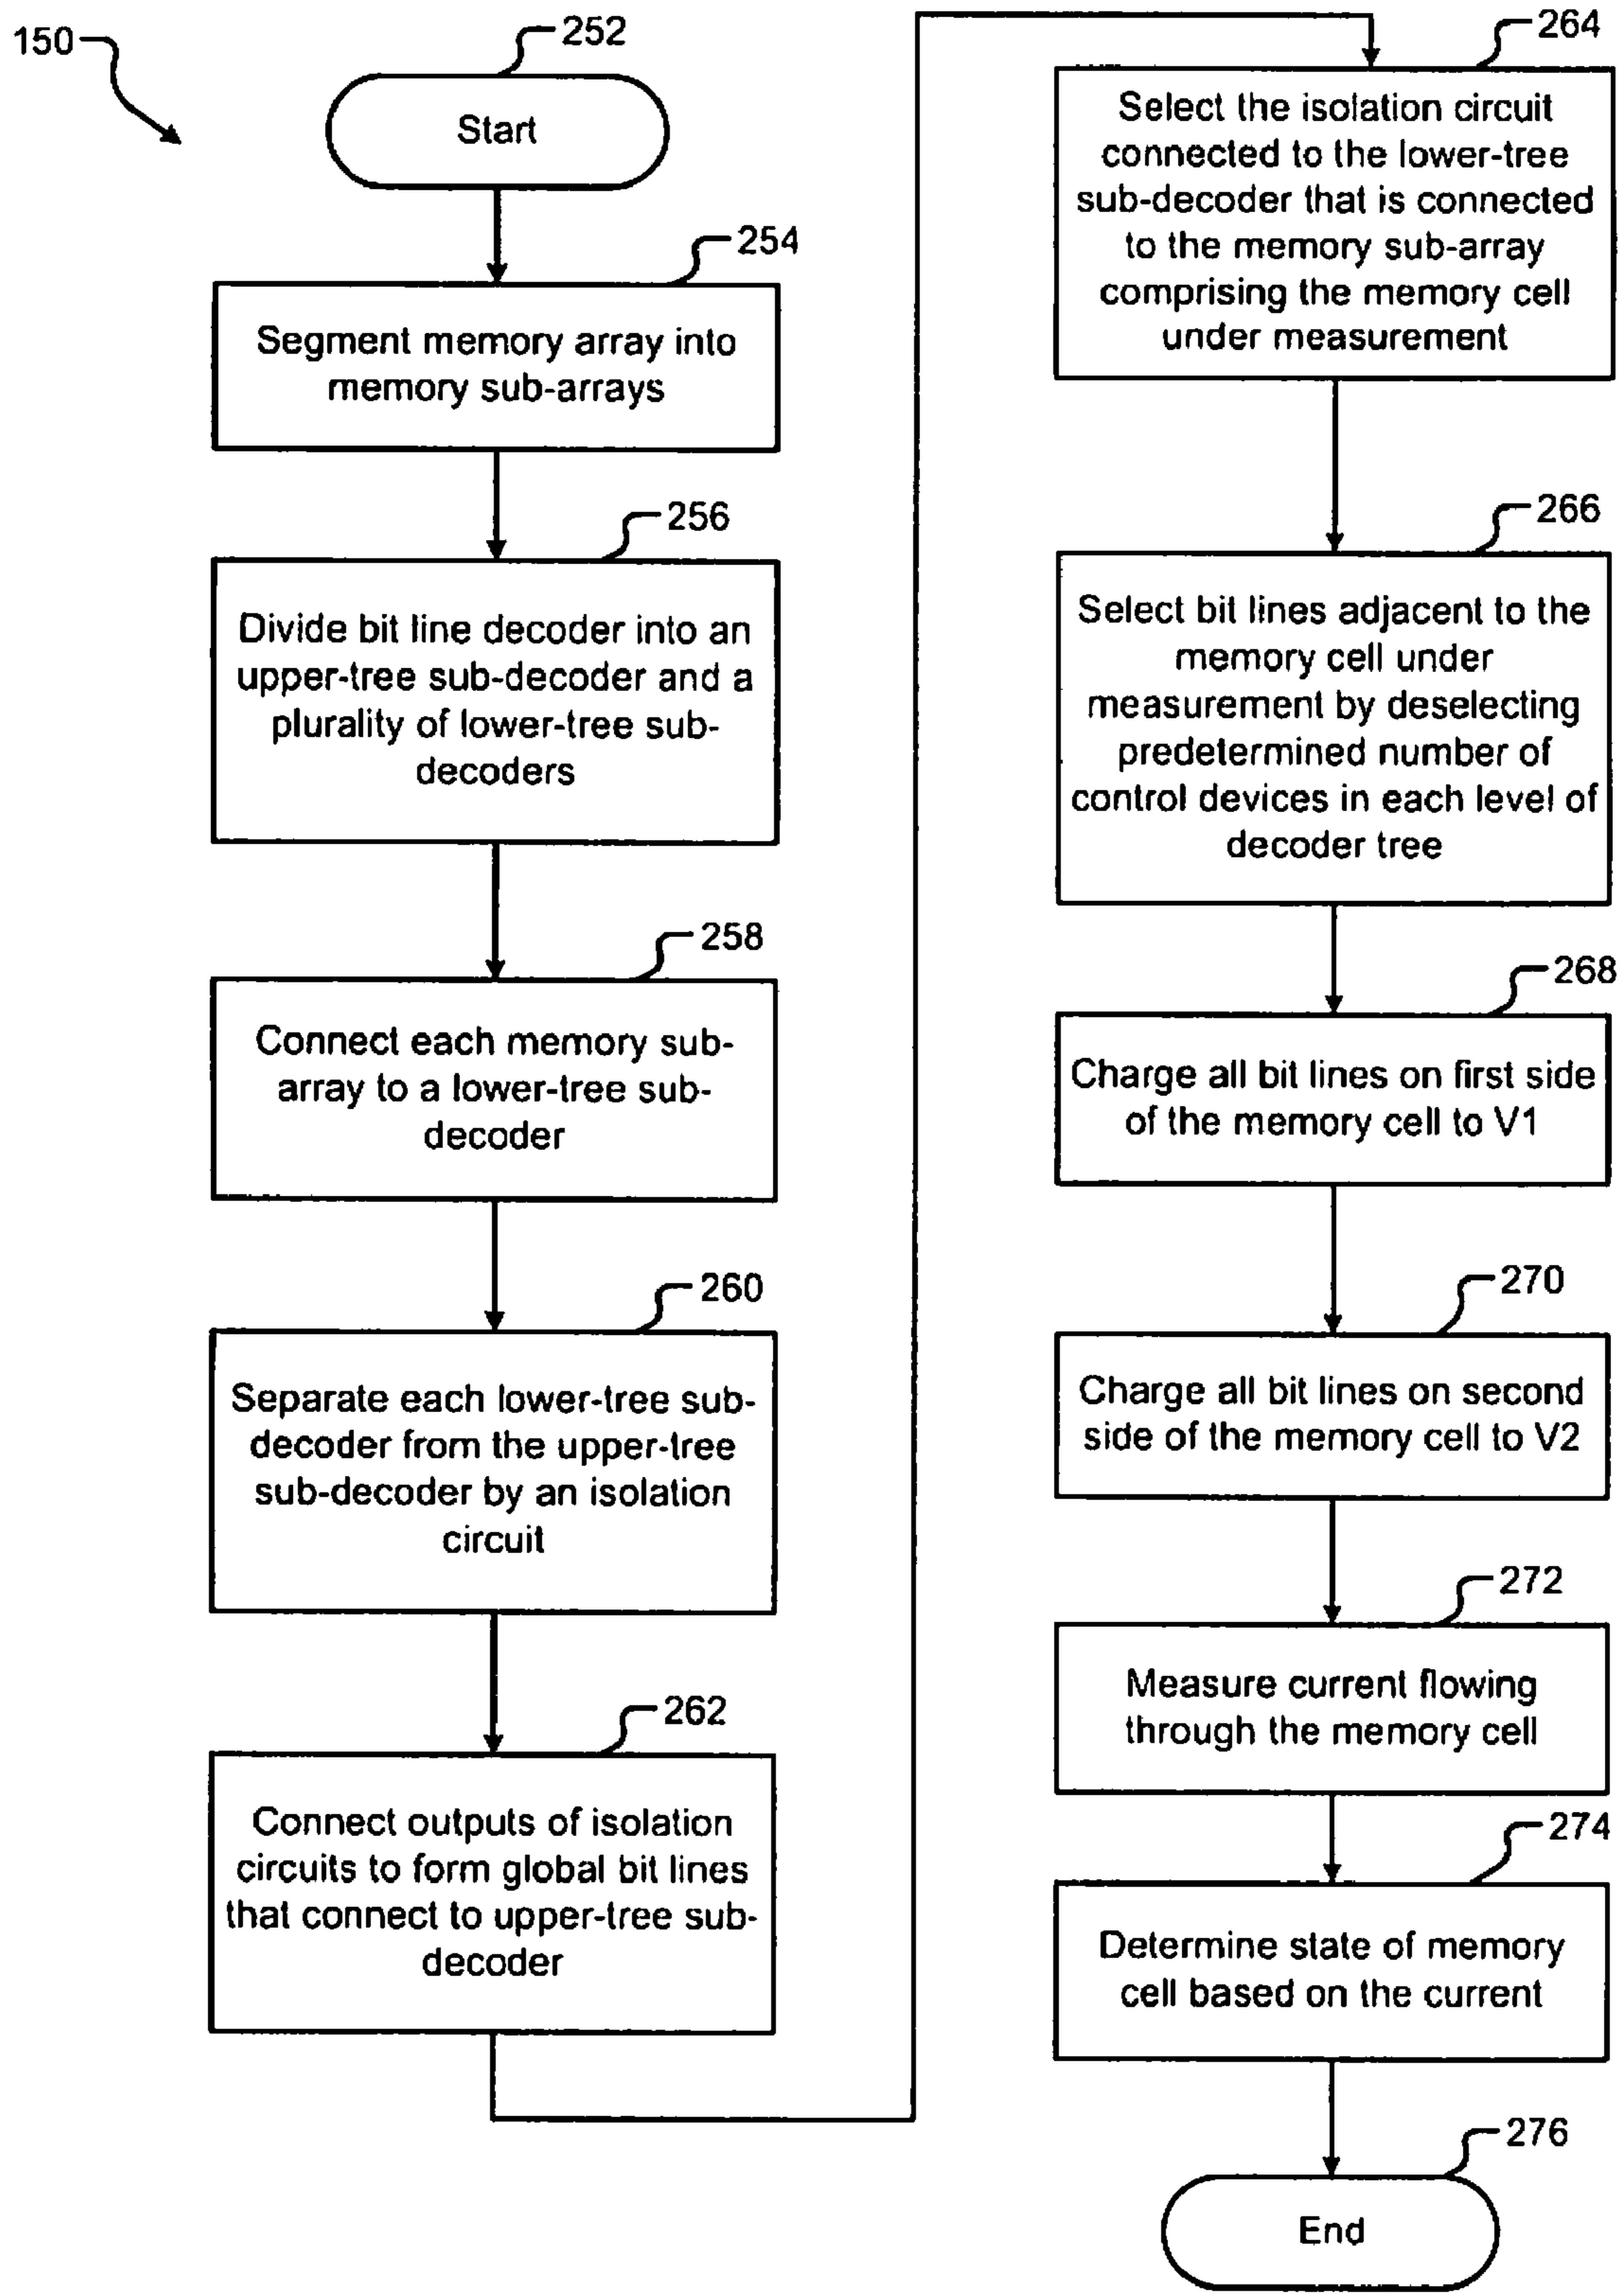 150
252
Start
254
Segment memory array into
memory sub-arrays
256
Divide bit line decoder into an
upper-tree sub-decoder and a
plurality of lower-tree sub-
decoders
258
Connect each memory sub-
array to a lower-tree sub-
decoder
260
Separate each lower-tree sub-
decoder from the upper-tree
sub-decoder by an isolation
circuit
262
Connect outputs of isolation
circuits to form global bit lines
that connect to upper-tree sub-
decoder
264
Select the isolation circuit
connected to the lower-tree
sub-decoder that is connected
to the memory sub-array
comprising the memory cell
under measurement
266
Select bit lines adjacent to the
memory cell under
measurement by deselecting
predetermined number of
control devices in each level of
decoder tree
268
Charge all bit lines on first side
of the memory cell to V1
270
Charge all bit lines on second
side of the memory cell to V2
272
Measure current flowing
through the memory cell
274
Determine state of memory
cell based on the current
276
End